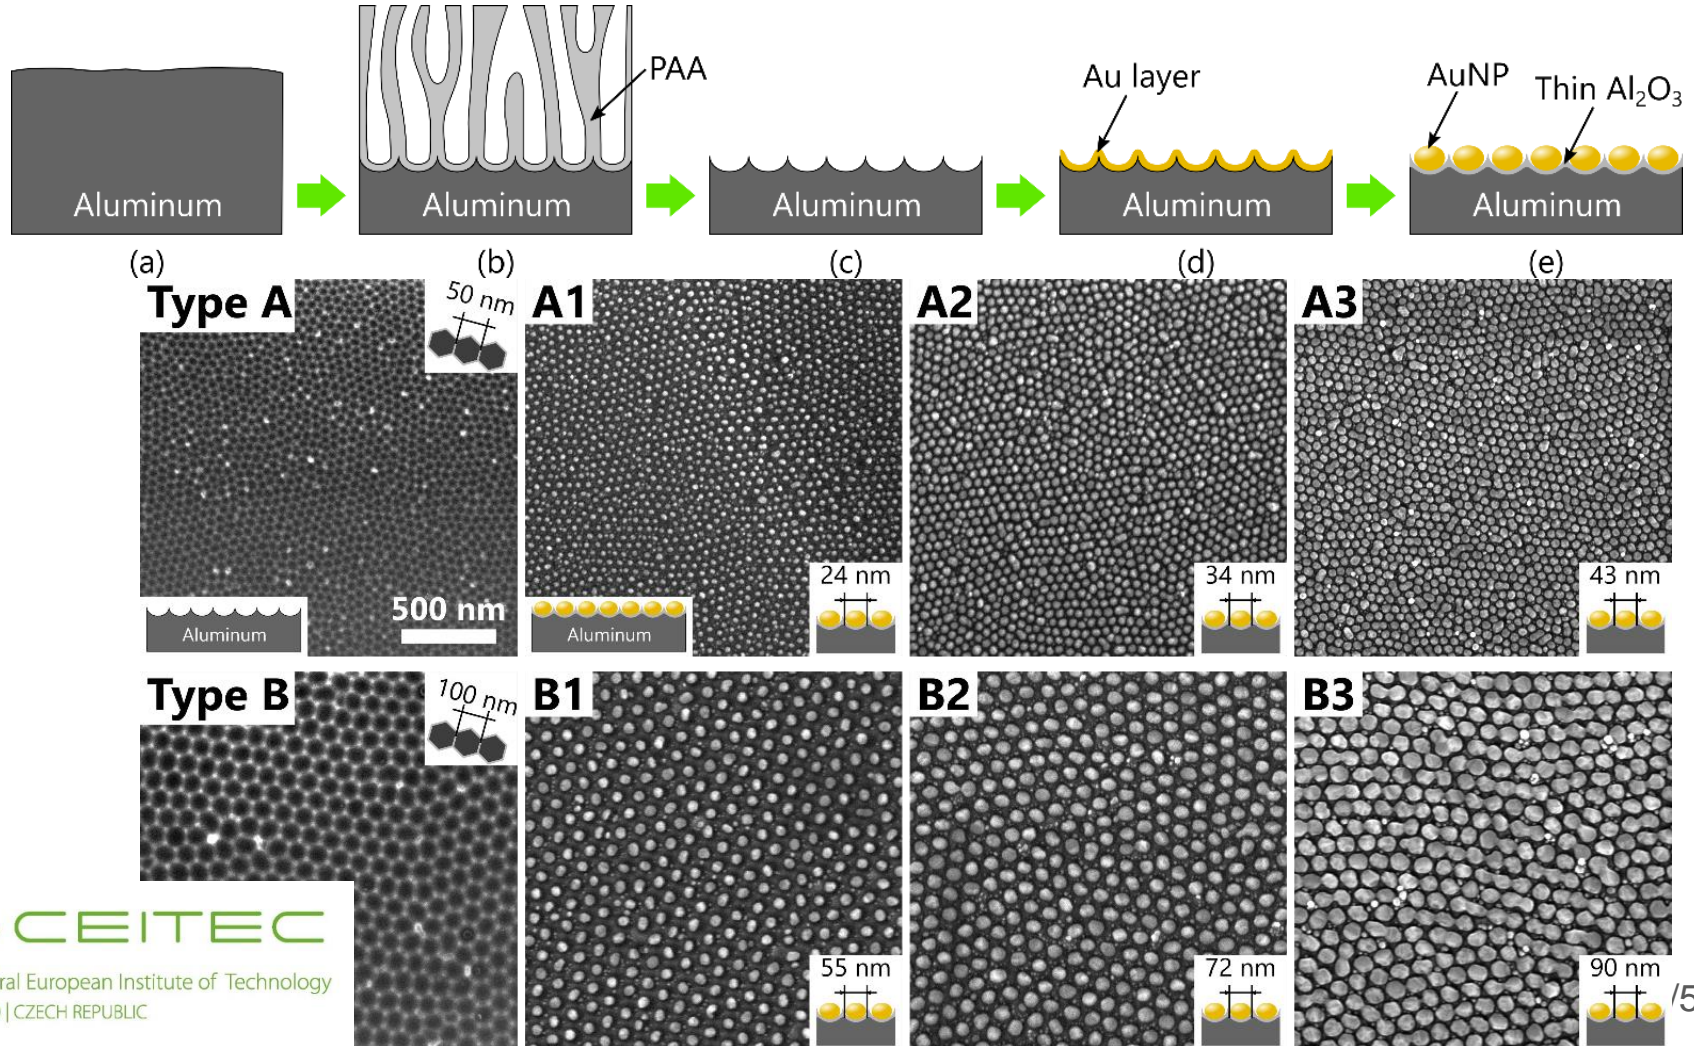 PAA
Au layer
AuNP
Thin Al₂O₃
Aluminum
Aluminum
Aluminum
Aluminum
(a)
(b)
(c)
(d)
(e)
Type A
50 nm
A1
A2
A3
Aluminum
500 nm
Aluminum
24 nm
34 nm
43 nm
Type B
100 nm
B1
B2
B3
CEITEC
ral European Institute of Technology
| CZECH REPUBLIC
55 nm
72 nm
90 nm
/5